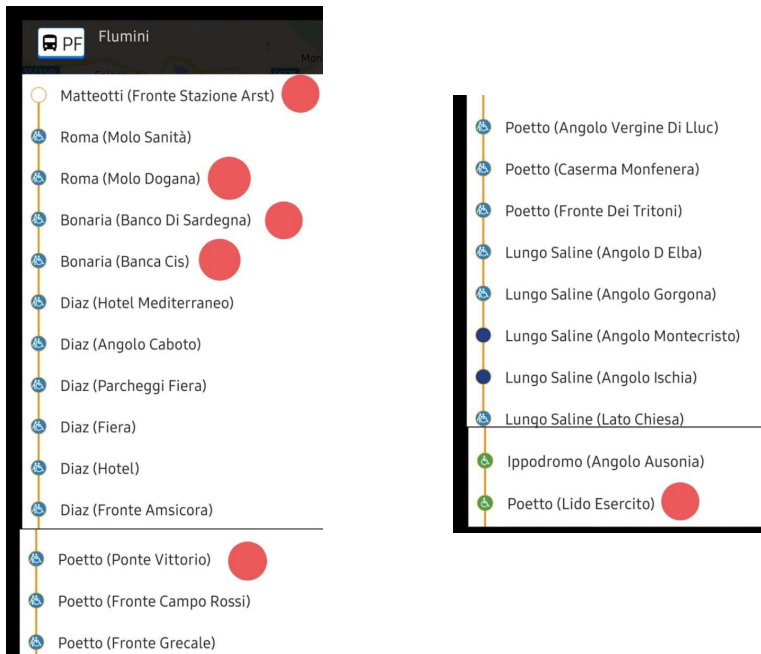 PF
Flumini
Matteotti (Fronte Stazione Arst)
Roma (Molo Sanità)
Roma (Molo Dogana)
Bonaria (Banco Di Sardegna)
Bonaria (Banca Cis)
Diaz (Hotel Mediterraneo)
Diaz (Angolo Caboto)
Diaz (Parcheggi Fiera)
Diaz (Fiera)
Diaz (Hotel)
Diaz (Fronte Amsicora)
Poetto (Ponte Vittorio)
Poetto (Fronte Campo Rossi)
Poetto (Fronte Grecale)
Poetto (Angolo Vergine Di Lluc)
Poetto (Caserma Monfenera)
Poetto (Fronte Dei Tritoni)
Lungo Saline (Angolo D Elba)
Lungo Saline (Angolo Gorgona)
Lungo Saline (Angolo Montecristo)
Lungo Saline (Angolo Ischia)
Lungo Saline (Lato Chiesa)
Ippodromo (Angolo Ausonia)
Poetto (Lido Esercito)